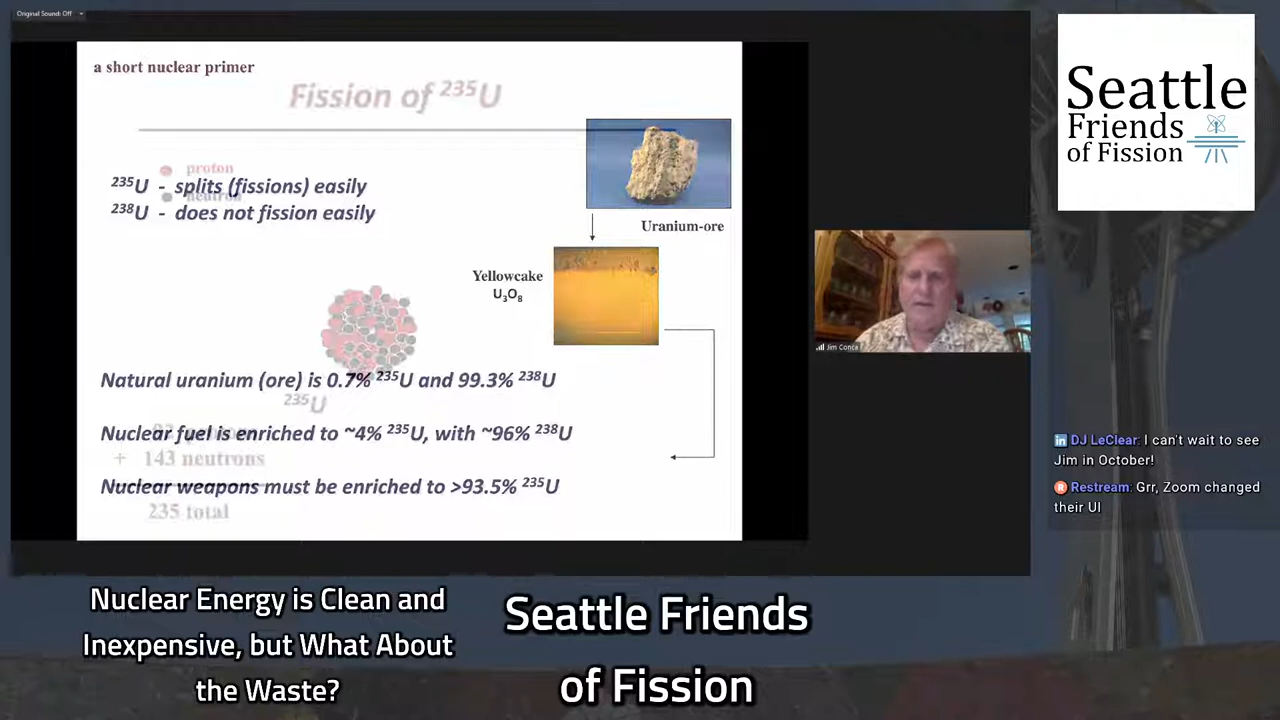 Original Sound: Off
a short nuclear primer
Fission of ²³⁵U
proton
neutron
²³⁵U - splits (fissions) easily
²³⁸U - does not fission easily
Uranium-ore
Yellowcake
U₃O₈
Natural uranium (ore) is 0.7% ²³⁵U and 99.3% ²³⁸U
²³⁵U
Nuclear fuel is enriched to ~4% ²³⁵U, with ~96% ²³⁸U
+ 143 neutrons
Nuclear weapons must be enriched to >93.5% ²³⁵U
235 total
Jim Conca
Seattle
Friends
of Fission
DJ LeClear: I can't wait to see
Jim in October!
Restream: Grr, Zoom changed
their UI
Nuclear Energy is Clean and
Inexpensive, but What About
the Waste?
Seattle Friends
of Fission